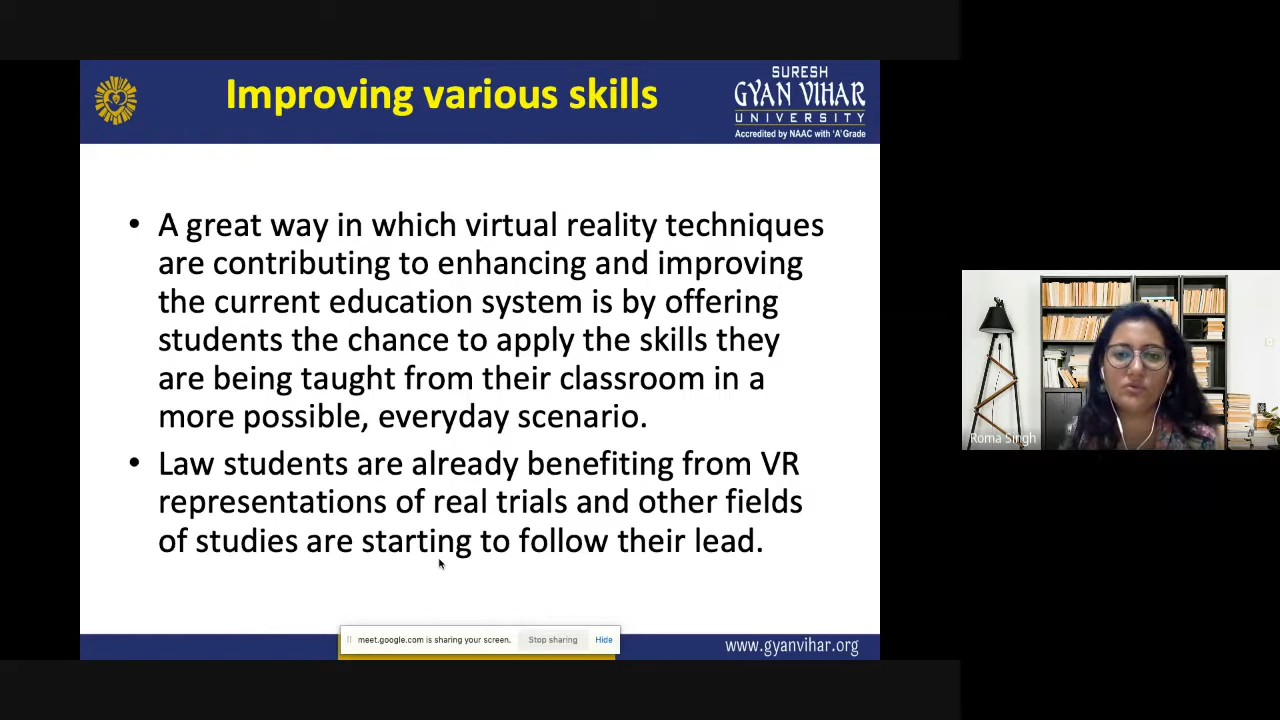 Improving various skills
SURESH
GYAN VIHAR
UNIVERSITY
Accredited by NAAC with 'A' Grade
• A great way in which virtual reality techniques
are contributing to enhancing and improving
the current education system is by offering
students the chance to apply the skills they
are being taught from their classroom in a
more possible, everyday scenario.
• Law students are already benefiting from VR
representations of real trials and other fields
of studies are starting to follow their lead.
Roma Singh
meet.google.com is sharing your screen. Stop sharing Hide
www.gyanvihar.org